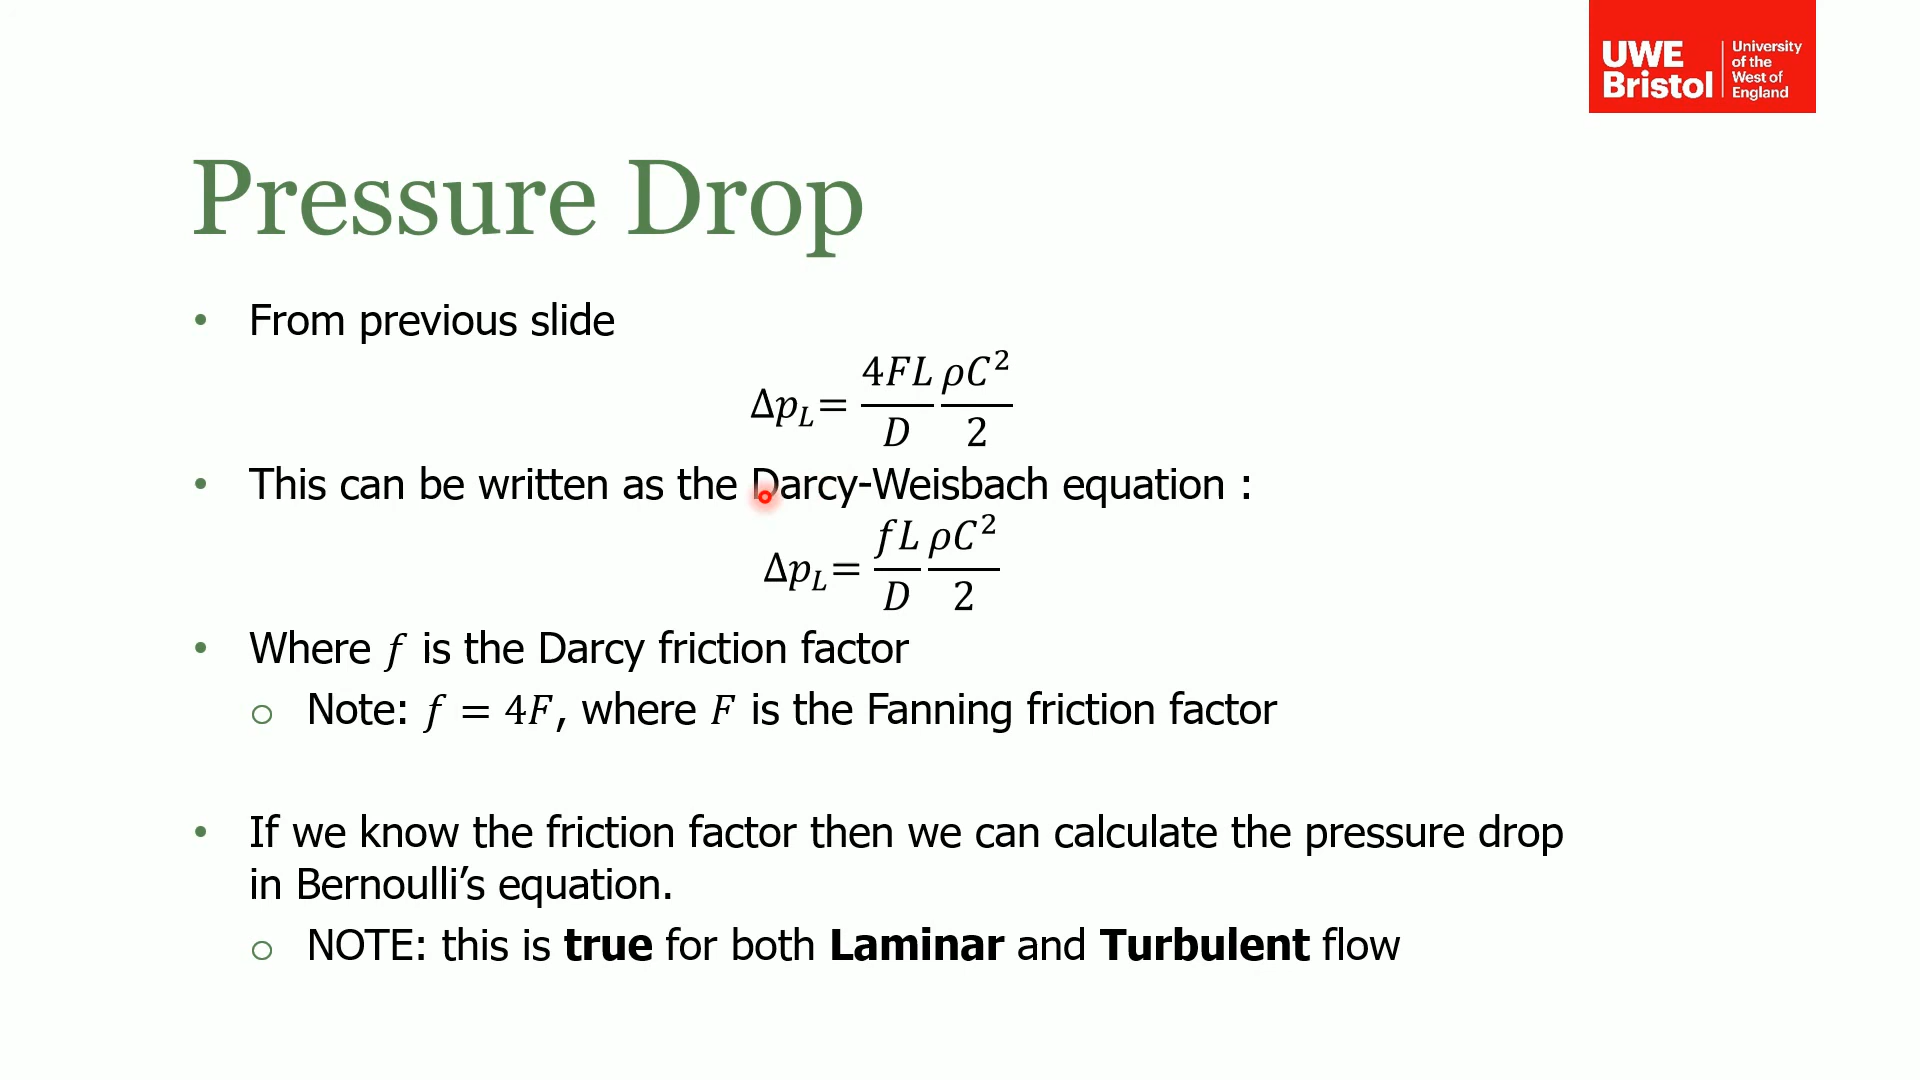 UWE
Bristol
University
of the
West of
England
Pressure Drop
• From previous slide
Δp_L = 4FL/D ρC²/2
• This can be written as the Darcy-Weisbach equation :
Δp_L = fL/D ρC²/2
• Where f is the Darcy friction factor
o Note: f = 4F, where F is the Fanning friction factor
• If we know the friction factor then we can calculate the pressure drop
in Bernoulli’s equation.
o NOTE: this is true for both Laminar and Turbulent flow